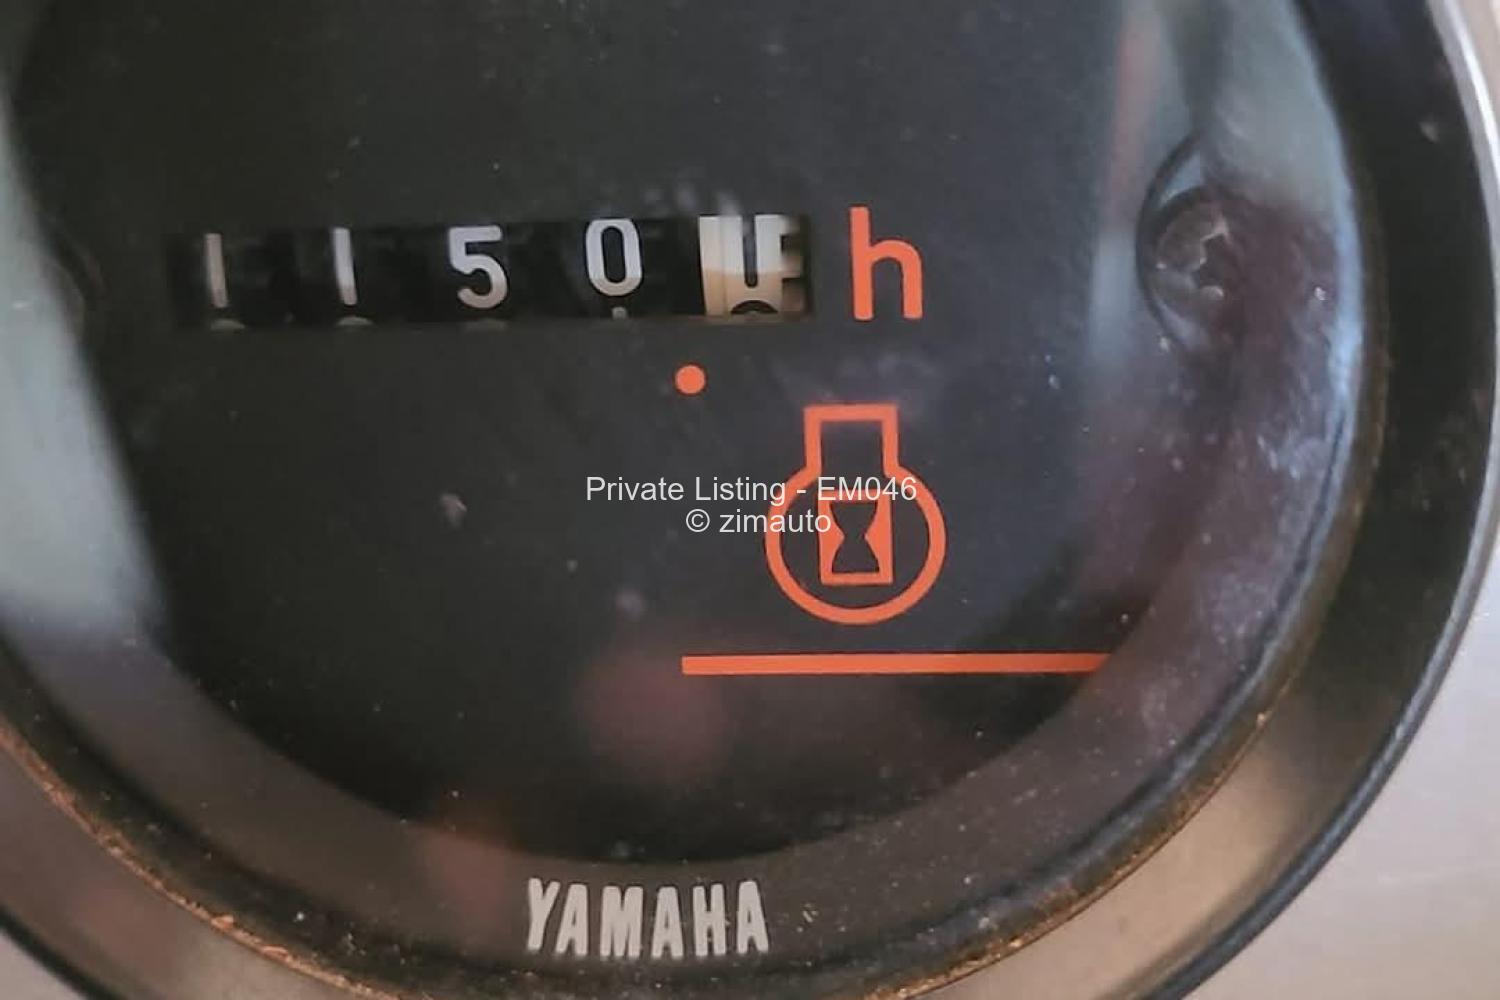 1150 h
Private Listing - EM046
© zimauto
YAMAHA